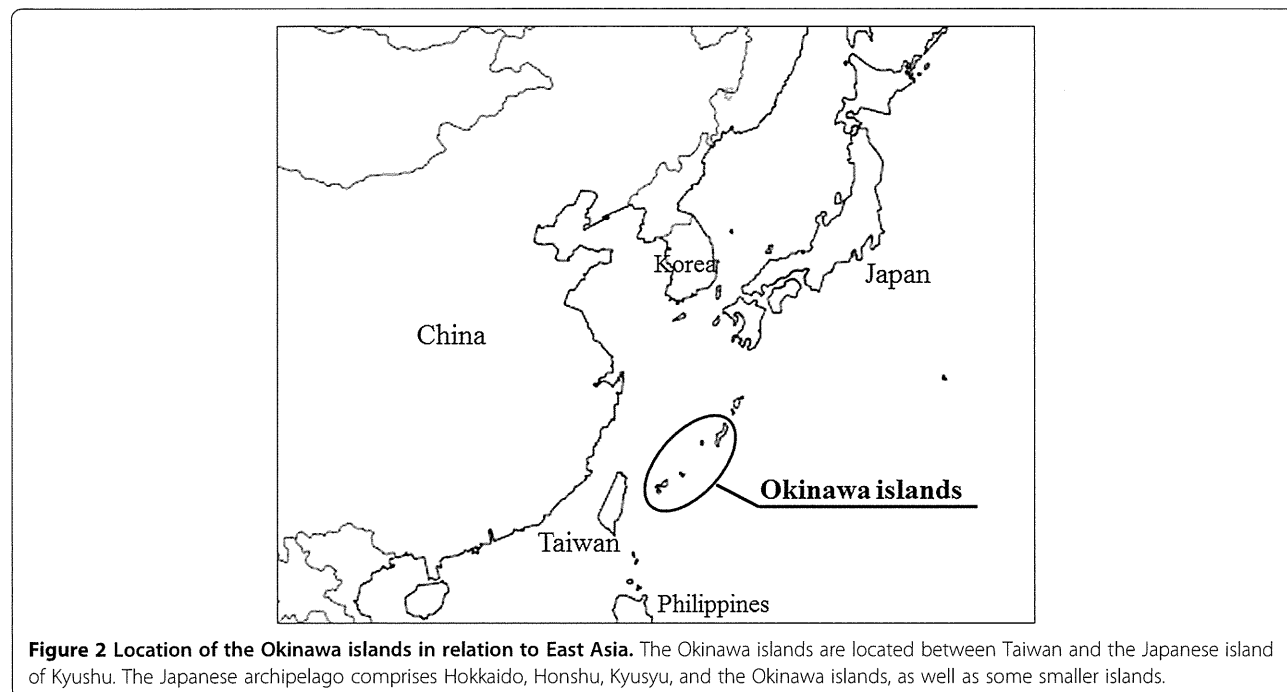 Korea
Japan
China
Okinawa islands
Taiwan
Philippines
Figure 2 Location of the Okinawa islands in relation to East Asia. The Okinawa islands are located between Taiwan and the Japanese island
of Kyushu. The Japanese archipelago comprises Hokkaido, Honshu, Kyusyu, and the Okinawa islands, as well as some smaller islands.